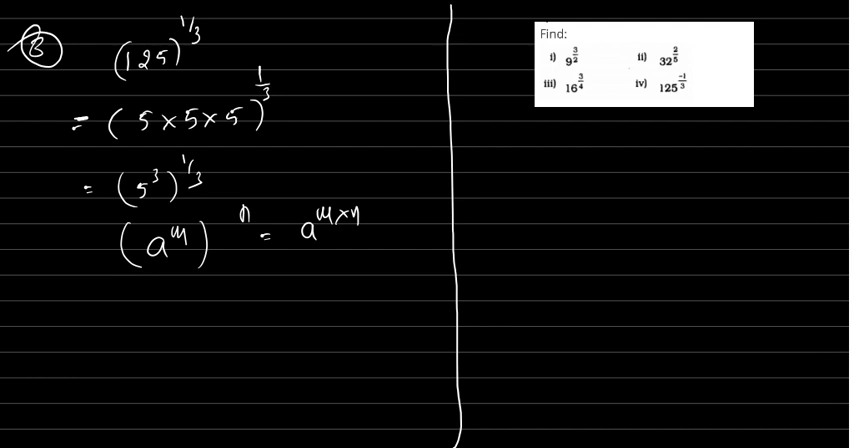 3
(125)^{1/3}
= (5×5×5)^{1/3}
= (5^3)^{1/3}
(a^m)^n = a^{m×n}
Find:
i) 9^{3/2} ii) 32^{2/5}
iii) 16^{3/4} iv) 125^{-1/3}